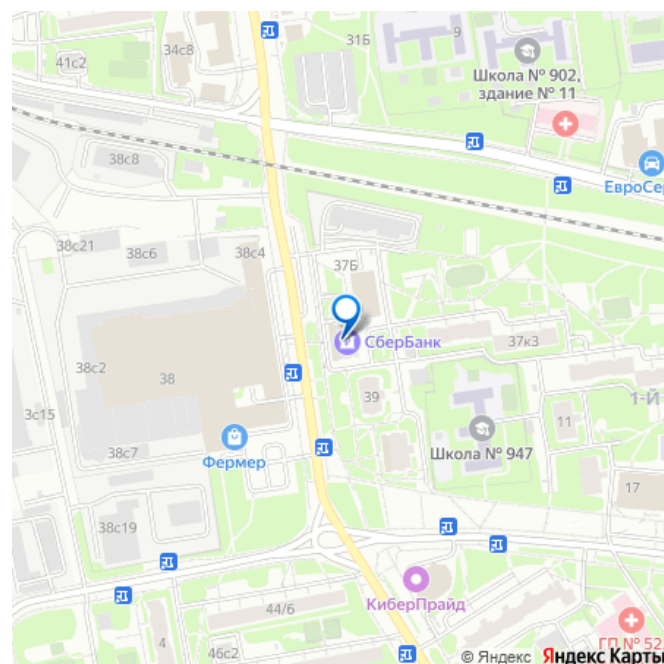 31Б
9
34с8
41с2
Школа № 902,
здание № 11
38с8
ЕвроСер
38с21
38с6
38с4
37Б
СберБанк
37к3
38с2
38
39
1-Й
3с15
11
Школа № 947
38с7
Фермер
17
38с19
КиберПрайд
44/6
4
46с2
ГП № 52,
© Яндекс Яндекс Карты